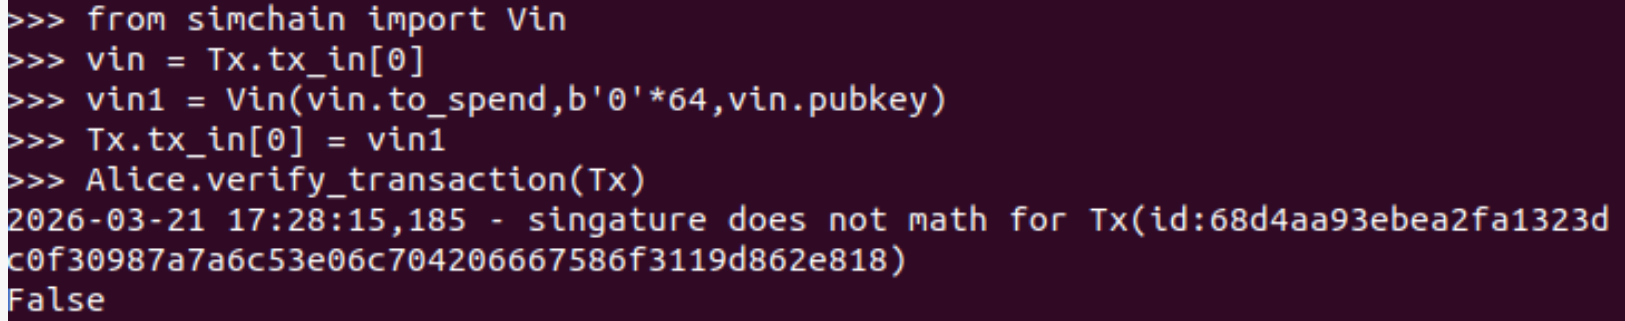 >>> from simchain import Vin
>>> vin = Tx.tx_in[0]
>>> vin1 = Vin(vin.to_spend,b'0'*64,vin.pubkey)
>>> Tx.tx_in[0] = vin1
>>> Alice.verify_transaction(Tx)
2026-03-21 17:28:15,185 - singature does not math for Tx(id:68d4aa93ebea2fa1323d
c0f30987a7a6c53e06c704206667586f3119d862e818)
False